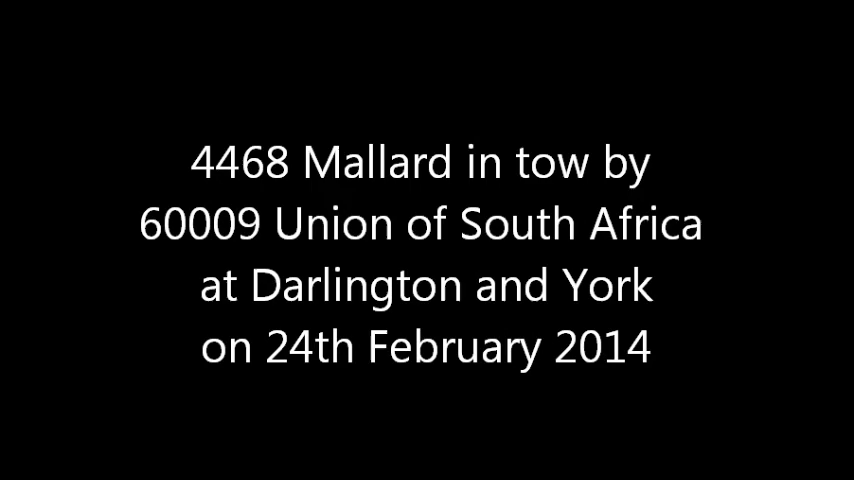 4468 Mallard in tow by
60009 Union of South Africa
at Darlington and York
on 24th February 2014